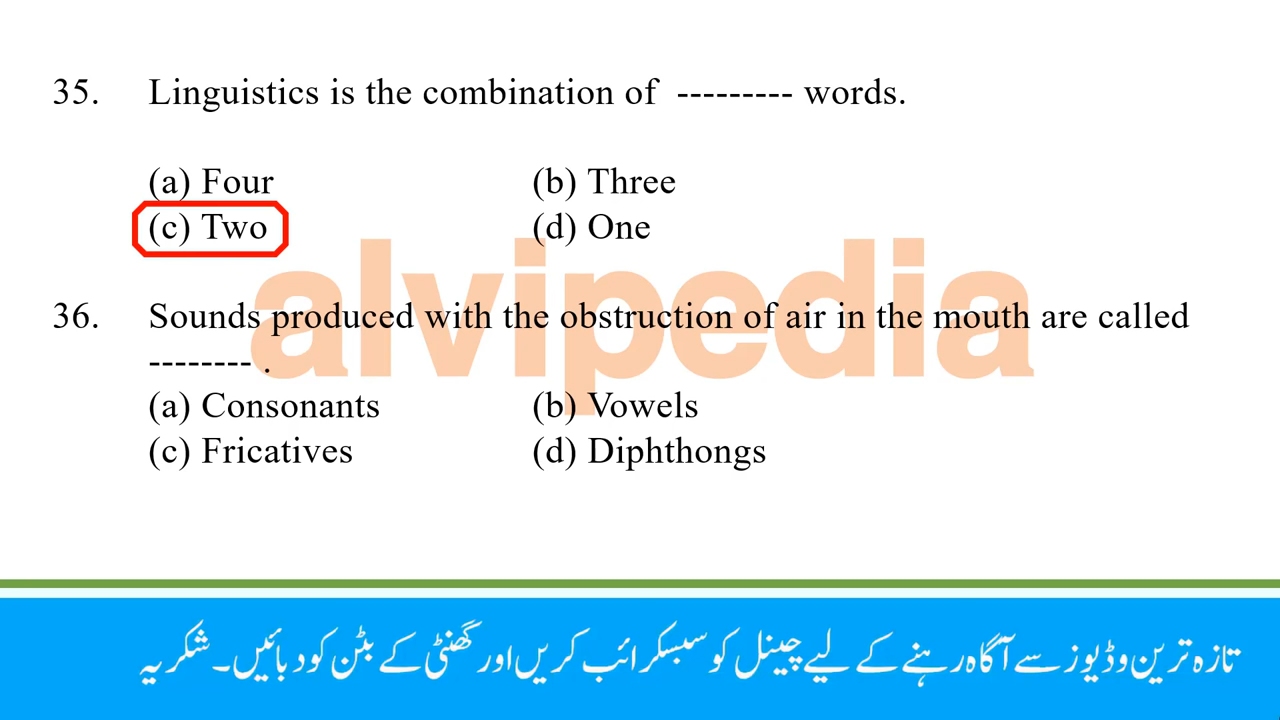 35. Linguistics is the combination of --------- words.
(a) Four (b) Three
(c) Two (d) One
alvipedia
36. Sounds produced with the obstruction of air in the mouth are called
-------- .
(a) Consonants (b) Vowels
(c) Fricatives (d) Diphthongs
تازہ ترین وڈیوز سے آگاہ رہنے کے لیے چینل کو سبسکرائب کریں اور گھنٹی کے بٹن کو دبائیں۔ شکریہ